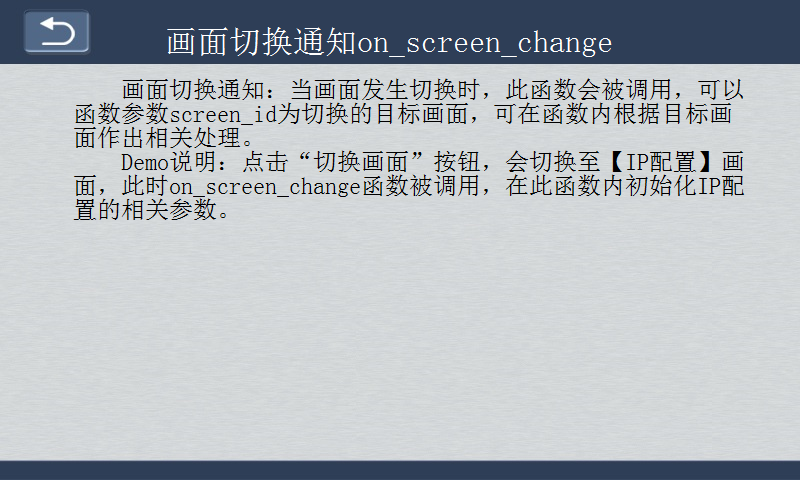 画面切换通知on_screen_change
画面切换通知：当画面发生切换时，此函数会被调用，可以
函数参数screen_id为切换的目标画面，可在函数内根据目标画
面作出相关处理。
Demo说明：点击“切换画面”按钮，会切换至【IP配置】画
面，此时on_screen_change函数被调用，在此函数内初始化IP配
置的相关参数。